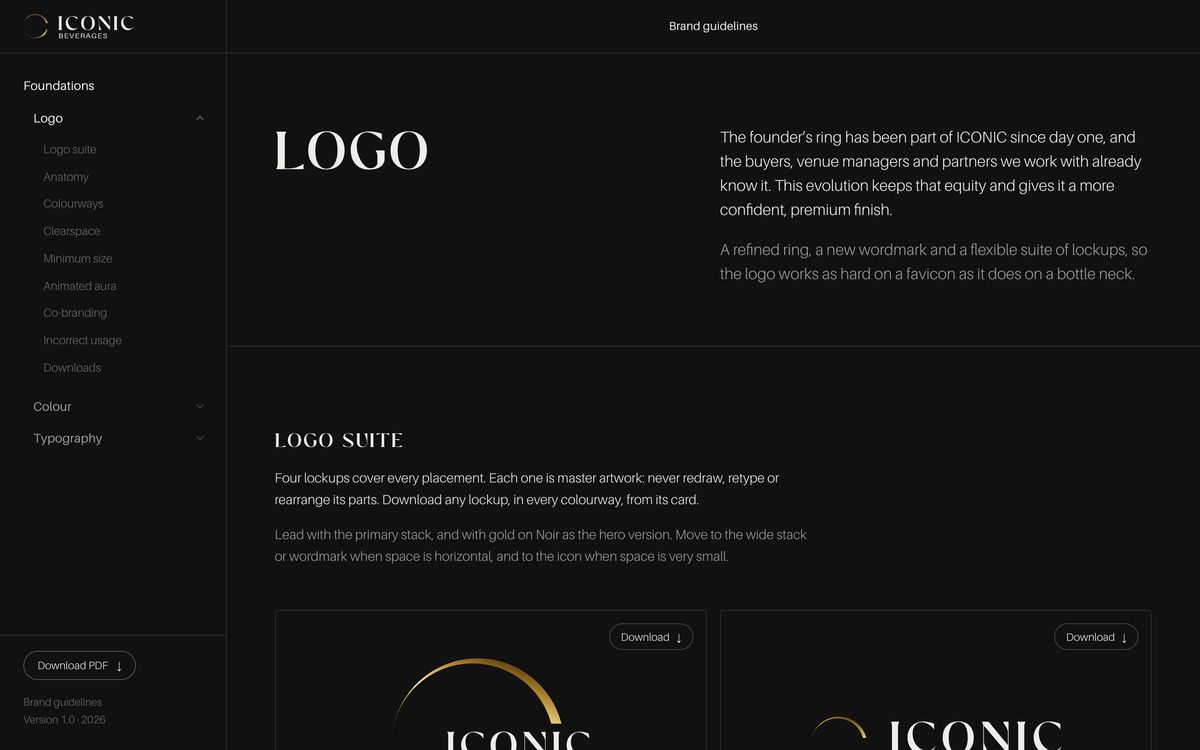 ICONIC
BEVERAGES
Brand guidelines
Foundations
Logo
Logo suite
Anatomy
Colourways
Clearspace
Minimum size
Animated aura
Co-branding
Incorrect usage
Downloads
Colour
Typography
Download PDF ↓
Brand guidelines
Version 1.0 · 2026
LOGO
The founder’s ring has been part of ICONIC since day one, and
the buyers, venue managers and partners we work with already
know it. This evolution keeps that equity and gives it a more
confident, premium finish.
A refined ring, a new wordmark and a flexible suite of lockups, so
the logo works as hard on a favicon as it does on a bottle neck.
LOGO SUITE
Four lockups cover every placement. Each one is master artwork: never redraw, retype or
rearrange its parts. Download any lockup, in every colourway, from its card.
Lead with the primary stack, and with gold on Noir as the hero version. Move to the wide stack
or wordmark when space is horizontal, and to the icon when space is very small.
Download ↓
ICONIC
Download ↓
ICONIC